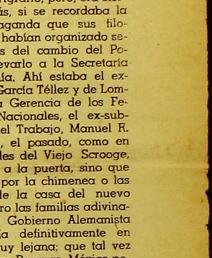 ás, si se recordaba la
aganda que sus filo-
habían organizado se-
s del cambio del Po-
evarlo a la Secretaría
ía. Ahí estaba el ex-
García Téllez y de Lom-
a Gerencia de los Fe-
Nacionales, el ex-sub-
el Trabajo, Manuel R.
, el pasado, como en
les del Viejo Scrooge,
a la puerta, sino que
por la chimenea o las
de la casa del nuevo
ro las familias adivina-
Gobierno Alemanista
ía definitivamente en
uy lejana; que tal vez